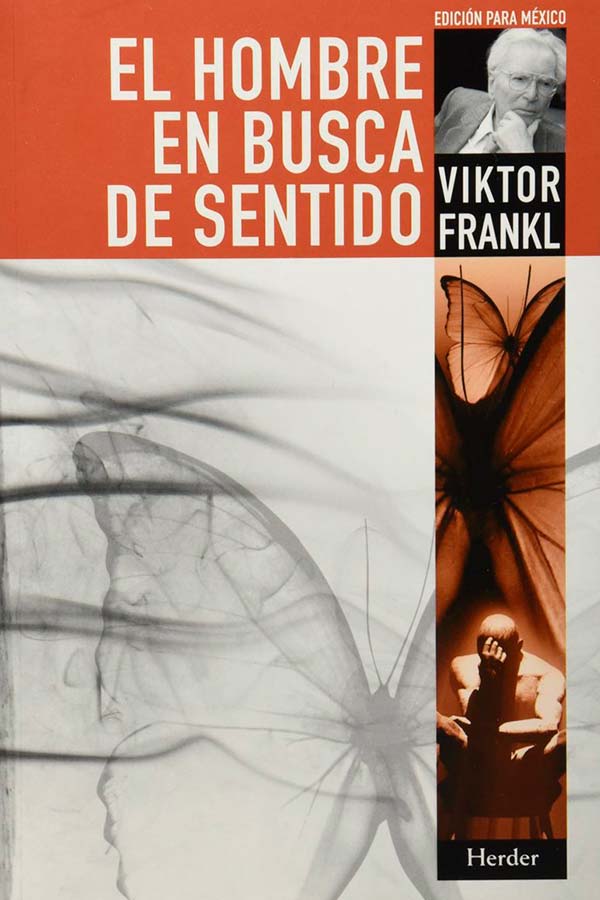 EDICIÓN PARA MÉXICO
EL HOMBRE
EN BUSCA
DE SENTIDO
VIKTOR
FRANKL
Herder